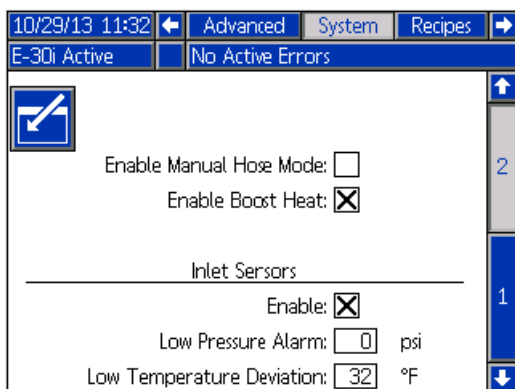 10/29/13 11:32 Advanced System Recipes
E-30i Active No Active Errors
2
Enable Manual Hose Mode:
Enable Boost Heat:
Inlet Sensors
1
Enable:
Low Pressure Alarm: 0 psi
Low Temperature Deviation: 32 °F